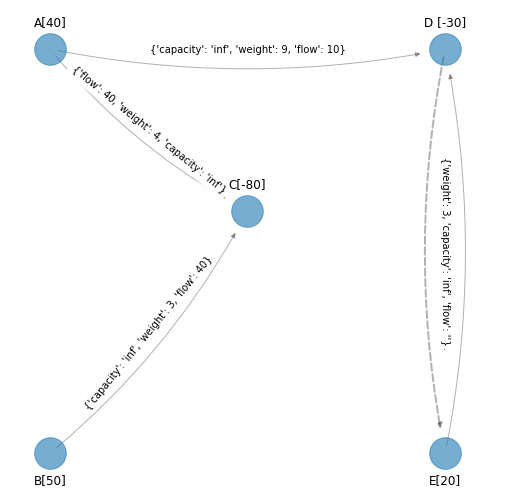 A[40]
D [-30]
{'capacity': 'inf', 'weight': 9, 'flow': 10}
{'flow': 40, 'weight': 4, 'capacity': 'inf'}.
C[-80]
{'weight': 3, 'capacity': 'inf', 'flow': ''}.
{'capacity': 'inf', 'weight': 3, 'flow': 40}
B[50]
E[20]